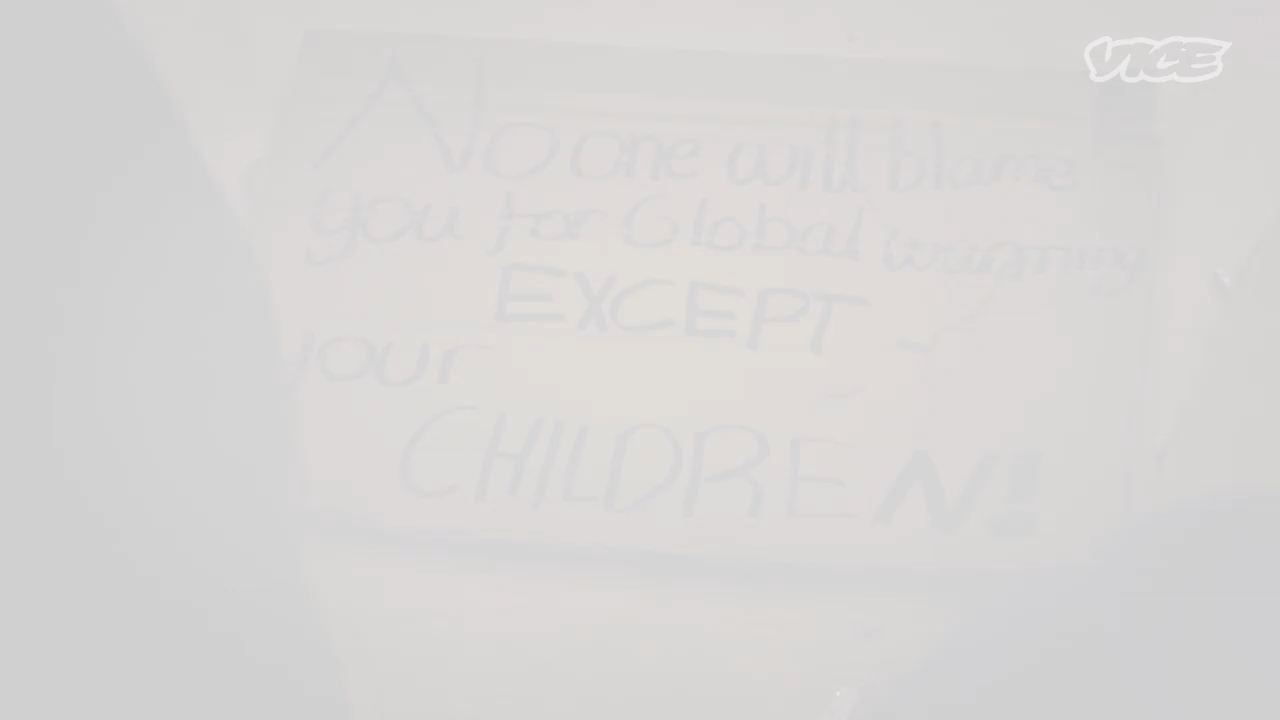 VICE
No one will blame
you for Global warming
EXCEPT -
your
CHILDREN!